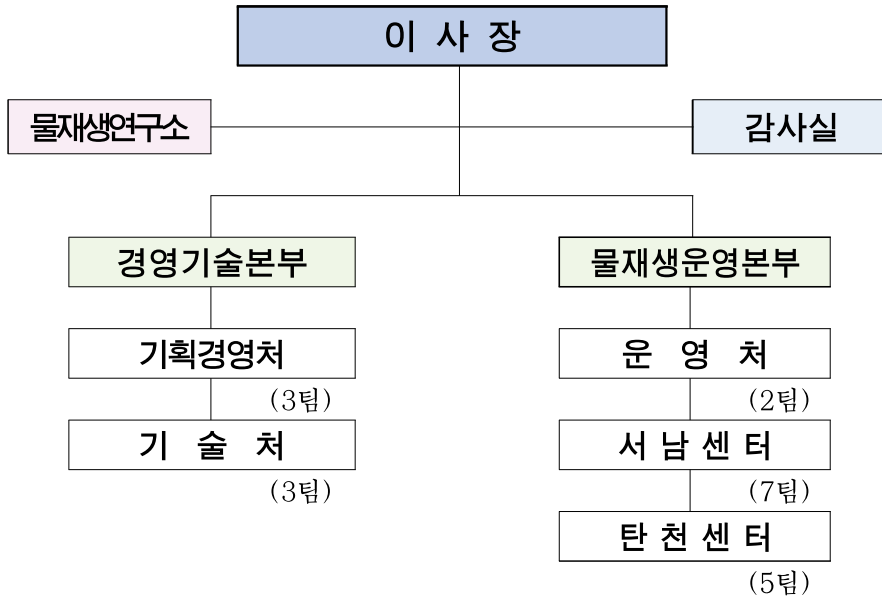 이 사 장
물재생연구소
감사실
경영기술본부
물재생운영본부
기획경영처
운 영 처
(3팀)
(2팀)
기 술 처
서 남 센 터
(3팀)
(7팀)
탄 천 센 터
(5팀)